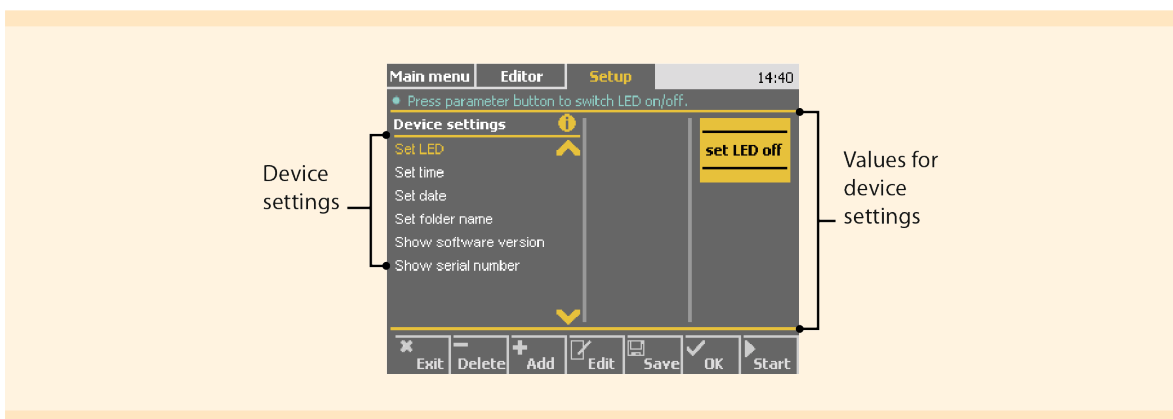 Main menu Editor Setup 14:40
Press parameter button to switch LED on/off.
Device settings
Set LED
Set time
Set date
Set folder name
Show software version
Show serial number
set LED off
Exit Delete Add Edit Save OK Start
Device
settings
Values for
device
settings